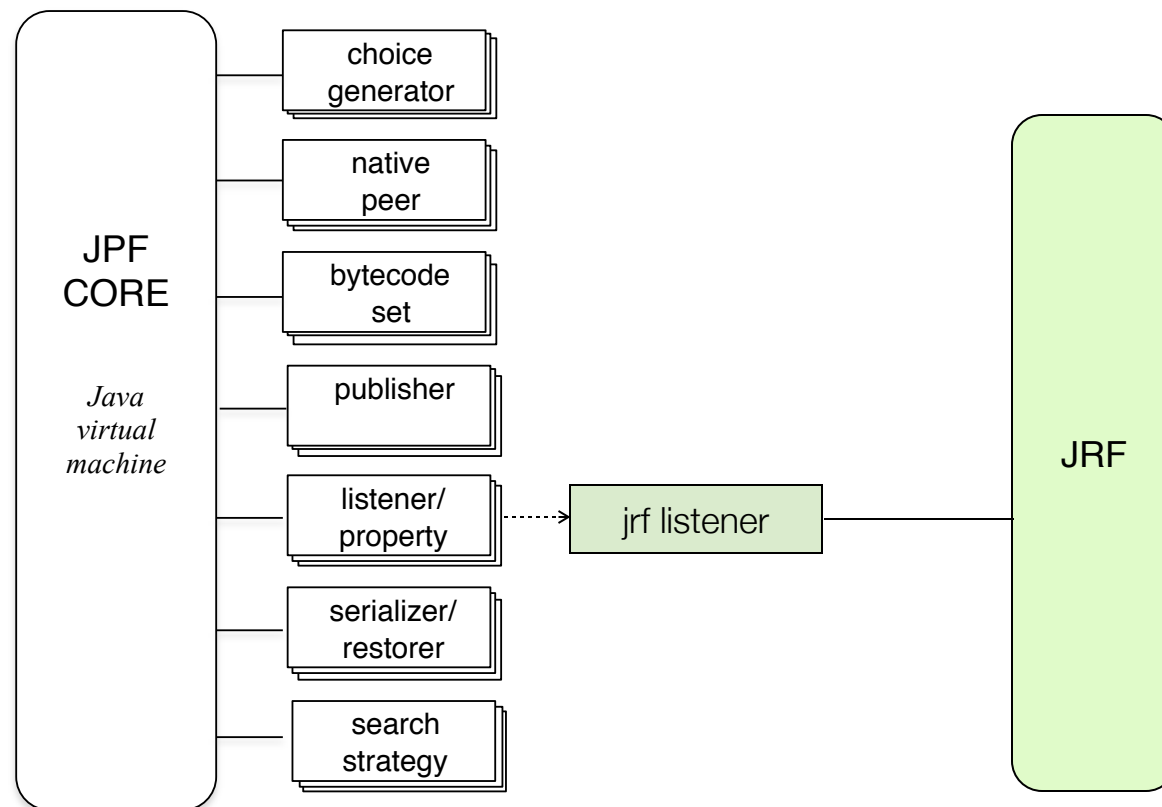 JPF
CORE
Java
virtual
machine
choice
generator
native
peer
bytecode
set
publisher
listener/
property
serializer/
restorer
search
strategy
jrf listener
JRF